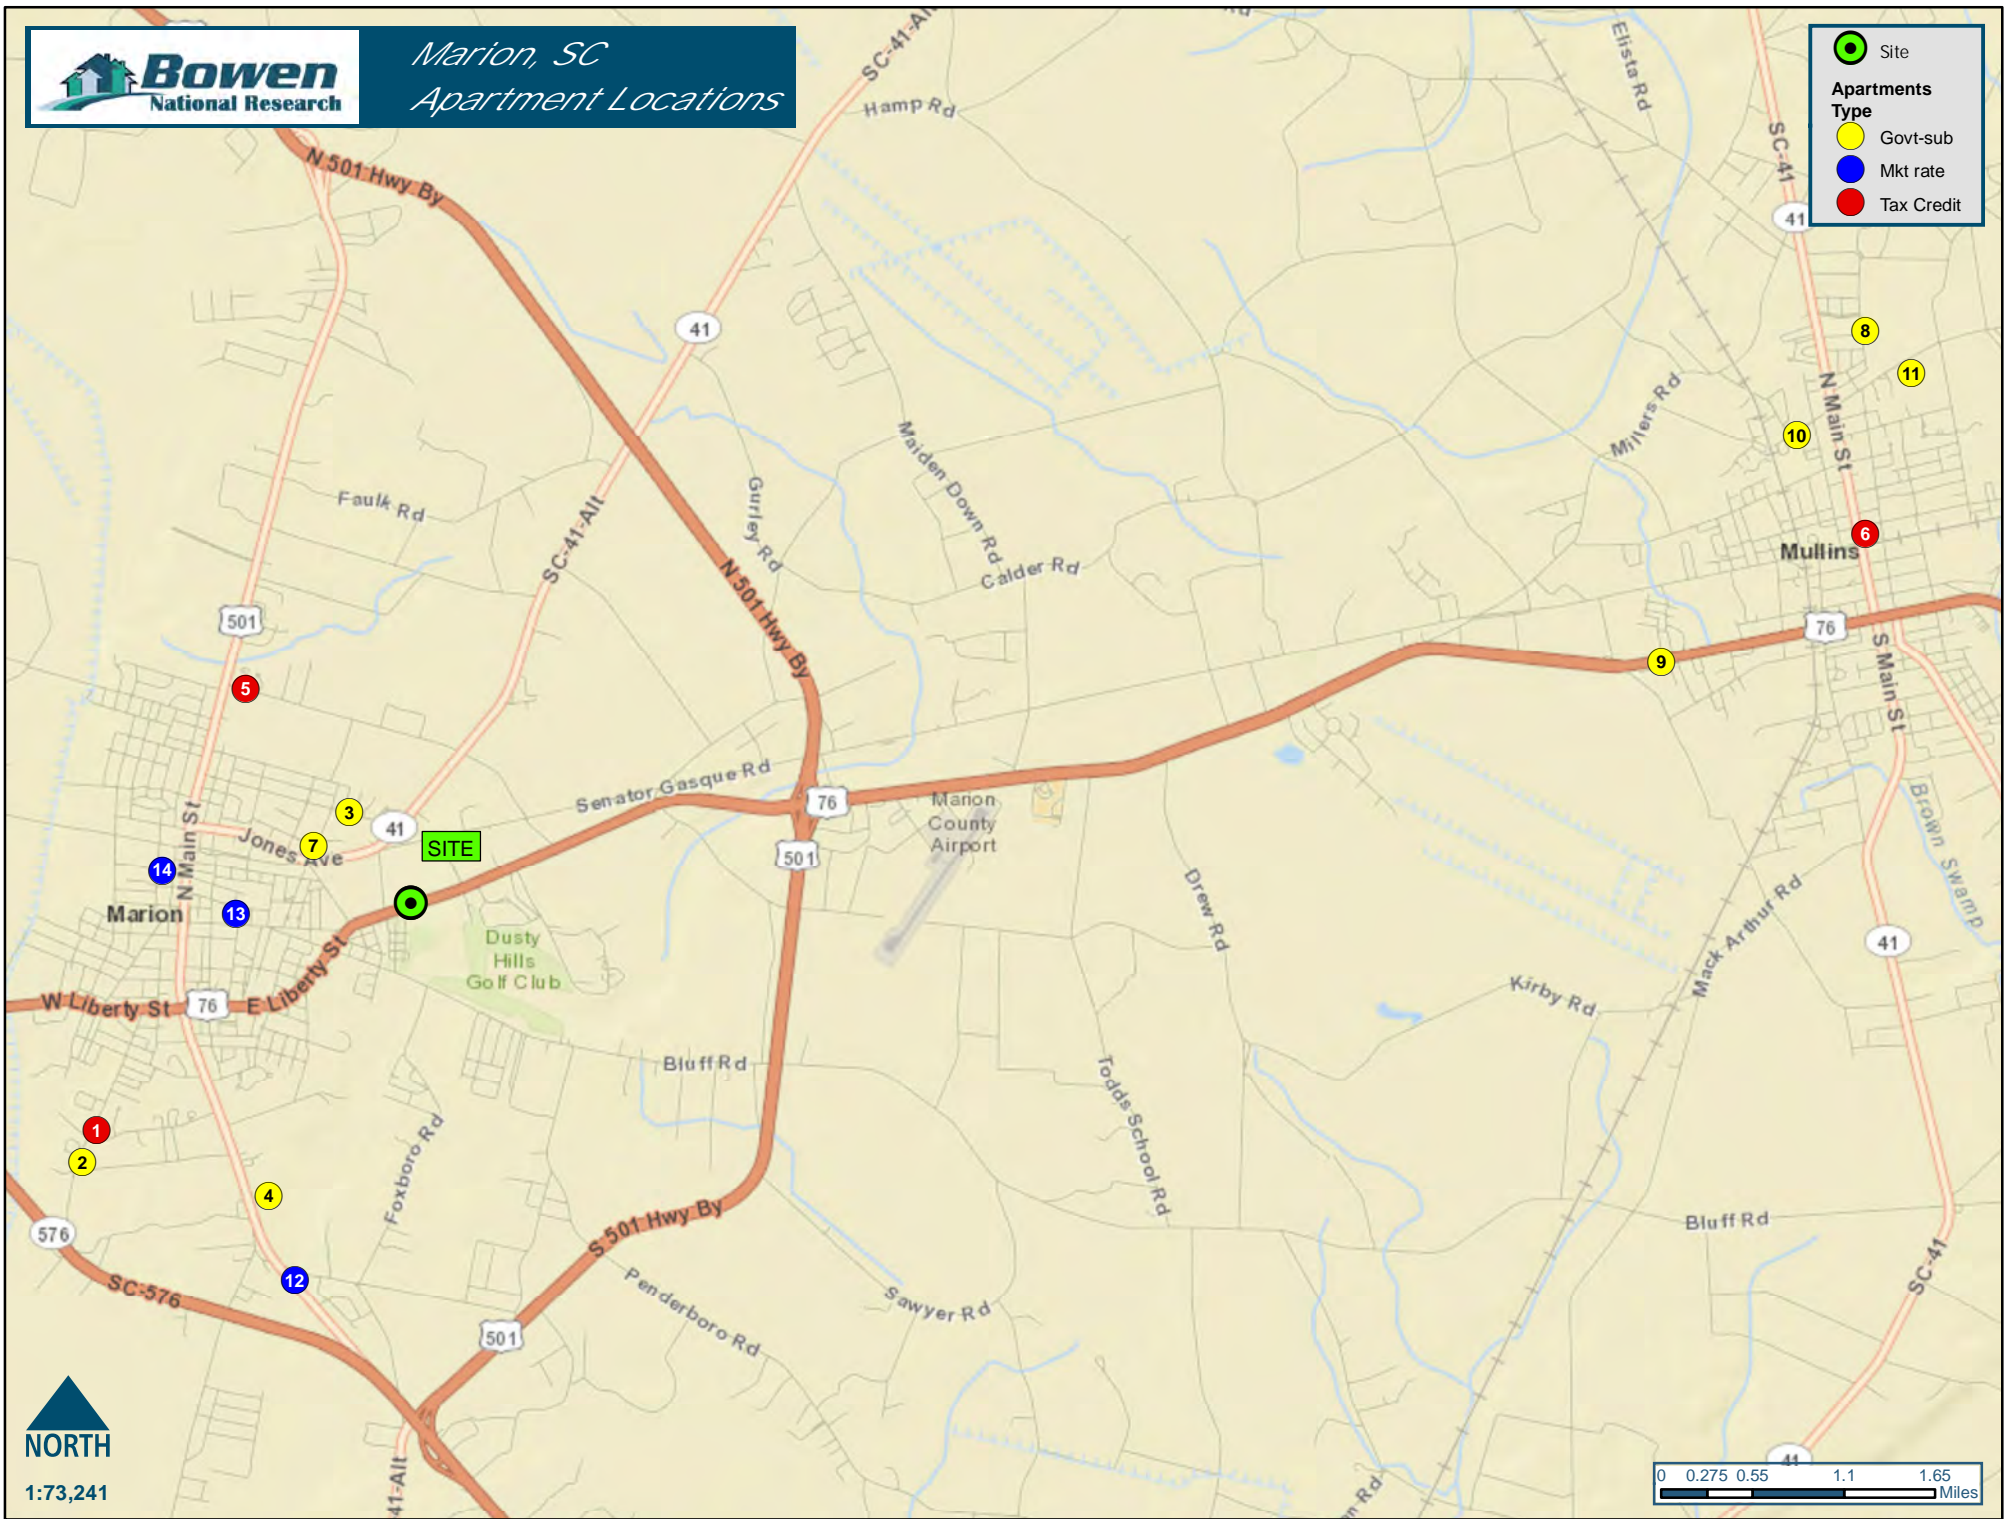 Bowen
National Research
Marion, SC
Apartment Locations
Site
Apartments
Type
Govt-sub
Mkt rate
Tax Credit
SC-41-Alt
Hamp Rd
Elista Rd
SC-41
41
N 501 Hwy By
41
8
11
N Main St
Millers Rd
10
Maiden Down Rd
Faulk Rd
SC-41-Alt
Gurley Rd
N 501 Hwy By
Calder Rd
6
Mullins
501
76
9
S Main St
5
Senator Gasque Rd
76
Marion
County
Airport
Brown Swamp
3
41
N Main St
Jones Ave
7
SITE
501
14
13
Marion
Drew Rd
Mack Arthur Rd
41
Dusty
Hills
Golf Club
W Liberty St
76
E Liberty St
Kirby Rd
Bluff Rd
Todds School Rd
1
2
Foxboro Rd
4
S 501 Hwy By
Bluff Rd
576
SC-576
12
Penderboro Rd
Sawyer Rd
SC-41
501
NORTH
1:73,241
41-Alt
41
Rd
0 0.275 0.55 1.1 1.65
Miles